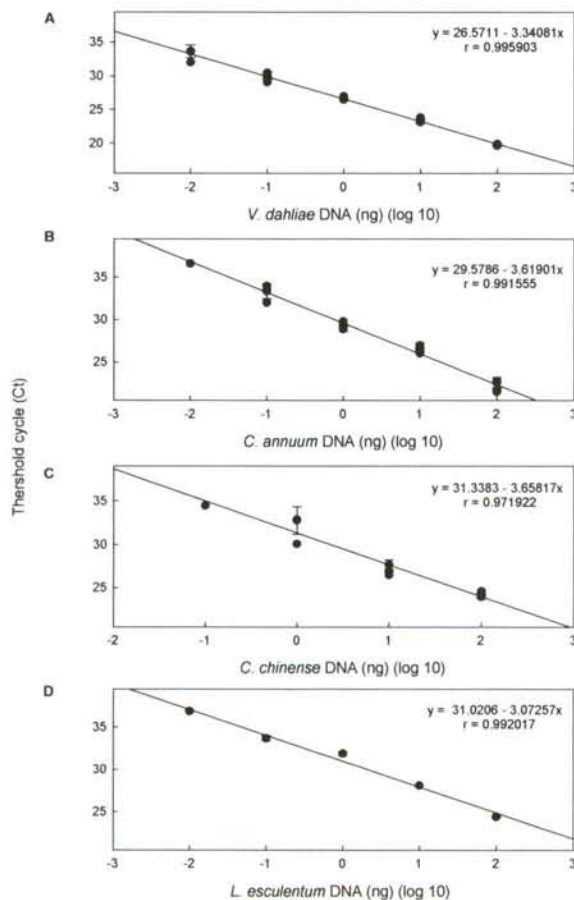 A
y = 26.5711 - 3.34081x
r = 0.995903
35
30
25
20
-3 -2 -1 0 1 2 3
V. dahliae DNA (ng) (log 10)
B
y = 29.5786 - 3.61901x
r = 0.991555
35
30
25
-3 -2 -1 0 1 2 3
C. annuum DNA (ng) (log 10)
Thershold cycle (Ct)
C
y = 31.3383 - 3.65817x
r = 0.971922
35
30
25
-2 -1 0 1 2 3
C. chinense DNA (ng) (log 10)
D
y = 31.0206 - 3.07257x
r = 0.992017
35
30
25
-3 -2 -1 0 1 2 3
L. esculentum DNA (ng) (log 10)